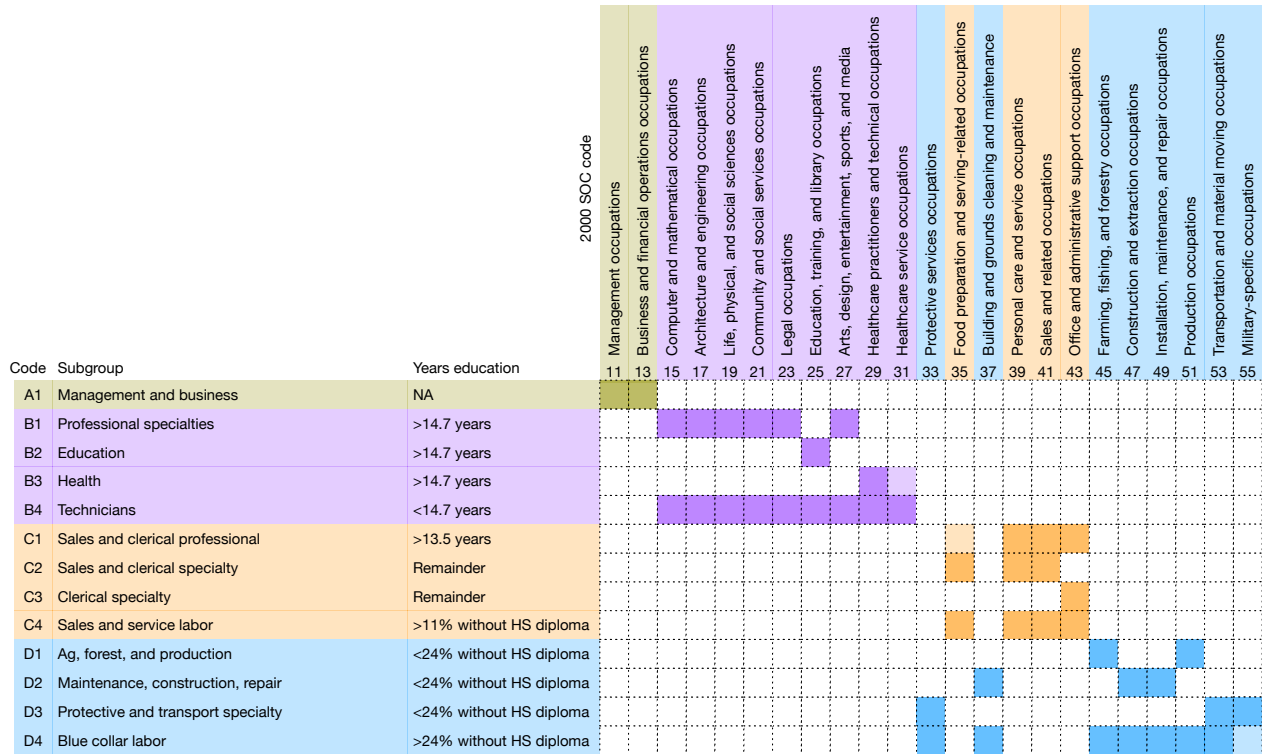 2000 SOC code
Management occupations
Business and financial operations occupations
Computer and mathematical occupations
Architecture and engineering occupations
Life, physical, and social sciences occupations
Community and social services occupations
Legal occupations
Education, training, and library occupations
Arts, design, entertainment, sports, and media
Healthcare practitioners and technical occupations
Healthcare service occupations
Protective services occupations
Food preparation and serving-related occupations
Building and grounds cleaning and maintenance
Personal care and service occupations
Sales and related occupations
Office and administrative support occupations
Farming, fishing, and forestry occupations
Construction and extraction occupations
Installation, maintenance, and repair occupations
Production occupations
Transportation and material moving occupations
Military-specific occupations
Code Subgroup Years education 11 13 15 17 19 21 23 25 27 29 31 33 35 37 39 41 43 45 47 49 51 53 55
A1 Management and business NA
B1 Professional specialties >14.7 years
B2 Education >14.7 years
B3 Health >14.7 years
B4 Technicians <14.7 years
C1 Sales and clerical professional >13.5 years
C2 Sales and clerical specialty Remainder
C3 Clerical specialty Remainder
C4 Sales and service labor >11% without HS diploma
D1 Ag, forest, and production <24% without HS diploma
D2 Maintenance, construction, repair <24% without HS diploma
D3 Protective and transport specialty <24% without HS diploma
D4 Blue collar labor >24% without HS diploma